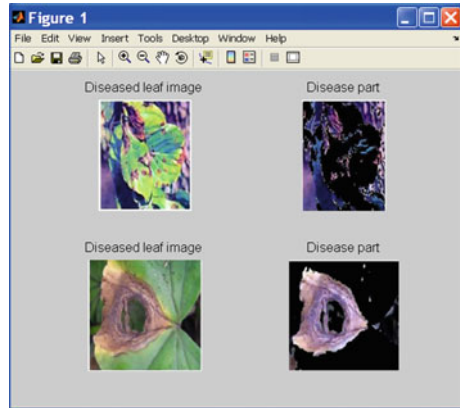 Figure 1
File Edit View Insert Tools Desktop Window Help
Diseased leaf image Disease part
Diseased leaf image Disease part